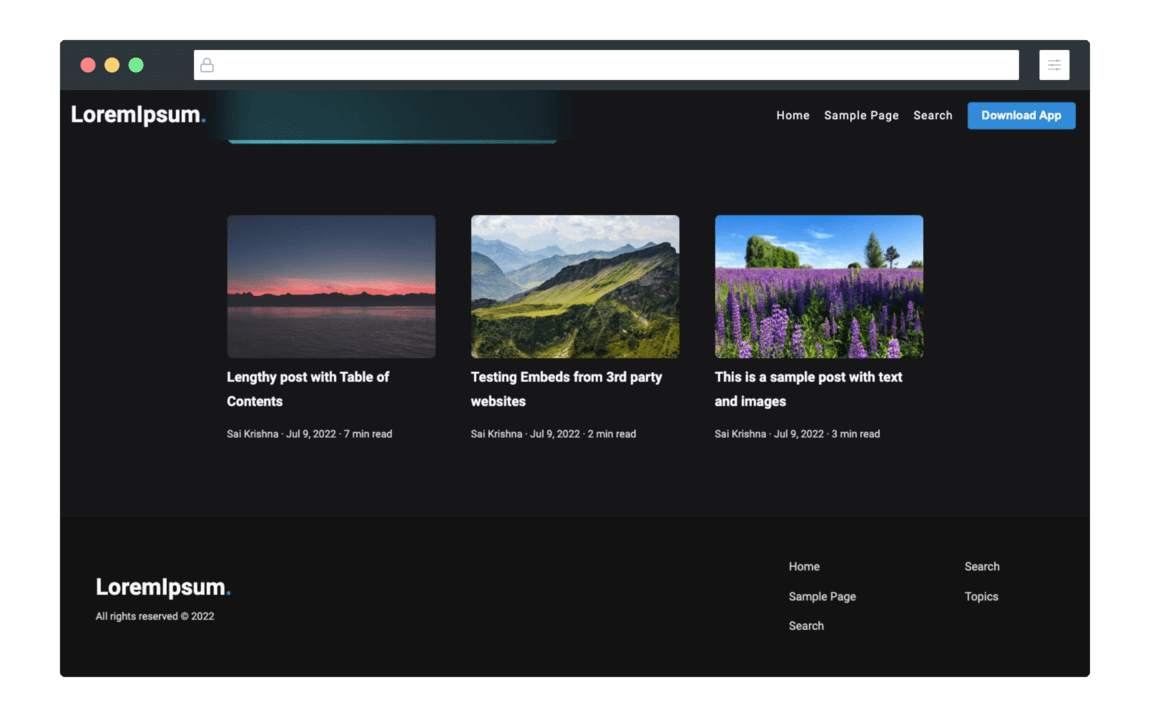 LoremIpsum.
Home Sample Page Search Download App
Lengthy post with Table of
Contents
Sai Krishna · Jul 9, 2022 · 7 min read
Testing Embeds from 3rd party
websites
Sai Krishna · Jul 9, 2022 · 2 min read
This is a sample post with text
and images
Sai Krishna · Jul 9, 2022 · 3 min read
LoremIpsum.
All rights reserved © 2022
Home
Sample Page
Search
Search
Topics